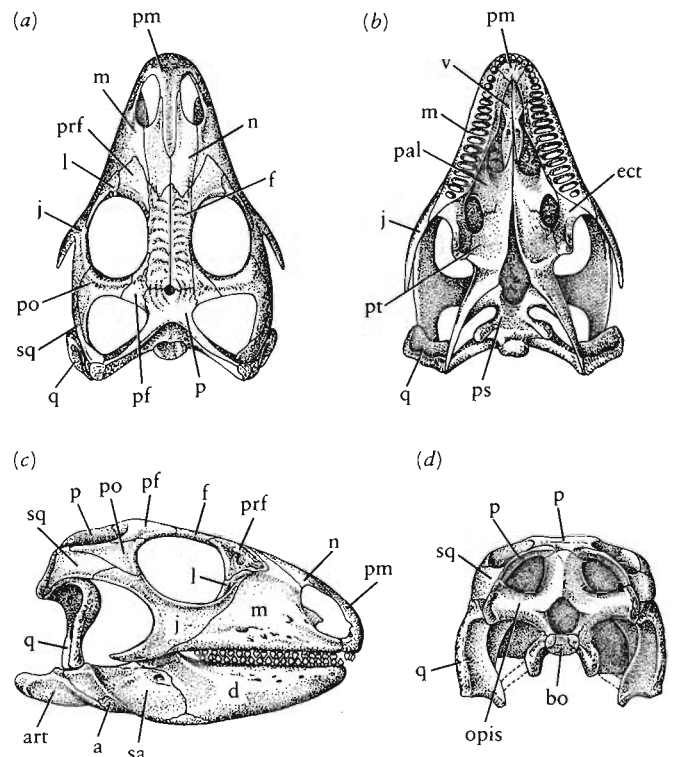 (a)
pm
m
prf
n
l
f
j
po
sq
q
pf
p
(b)
pm
v
m
pal
ect
j
pt
q
ps
(c)
pf
po
f
p
prf
sq
n
pm
l
m
j
q
d
art
a
sa
(d)
p
p
sq
q
bo
opis